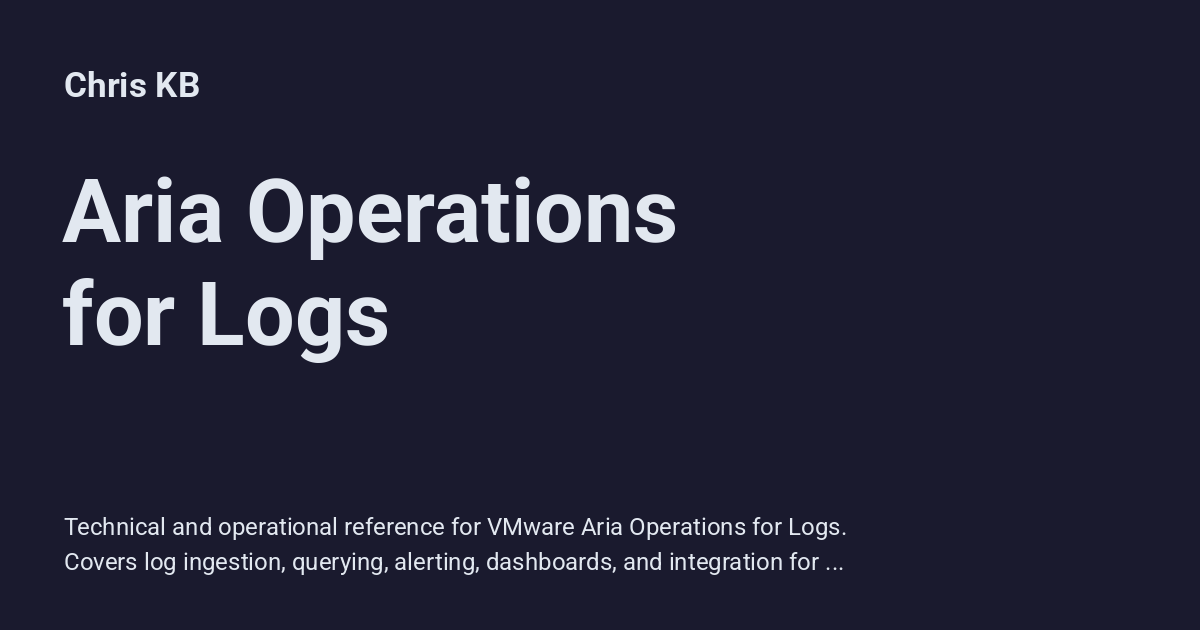 Chris KB
Aria Operations
for Logs
Technical and operational reference for VMware Aria Operations for Logs.
Covers log ingestion, querying, alerting, dashboards, and integration for ...